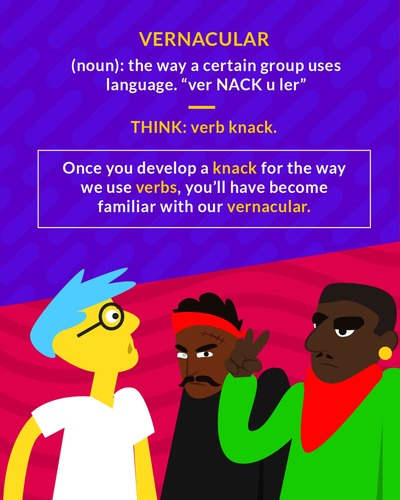 VERNACULAR
(noun): the way a certain group uses
language. “ver NACK u ler”
THINK: verb knack.
Once you develop a knack for the way
we use verbs, you’ll have become
familiar with our vernacular.